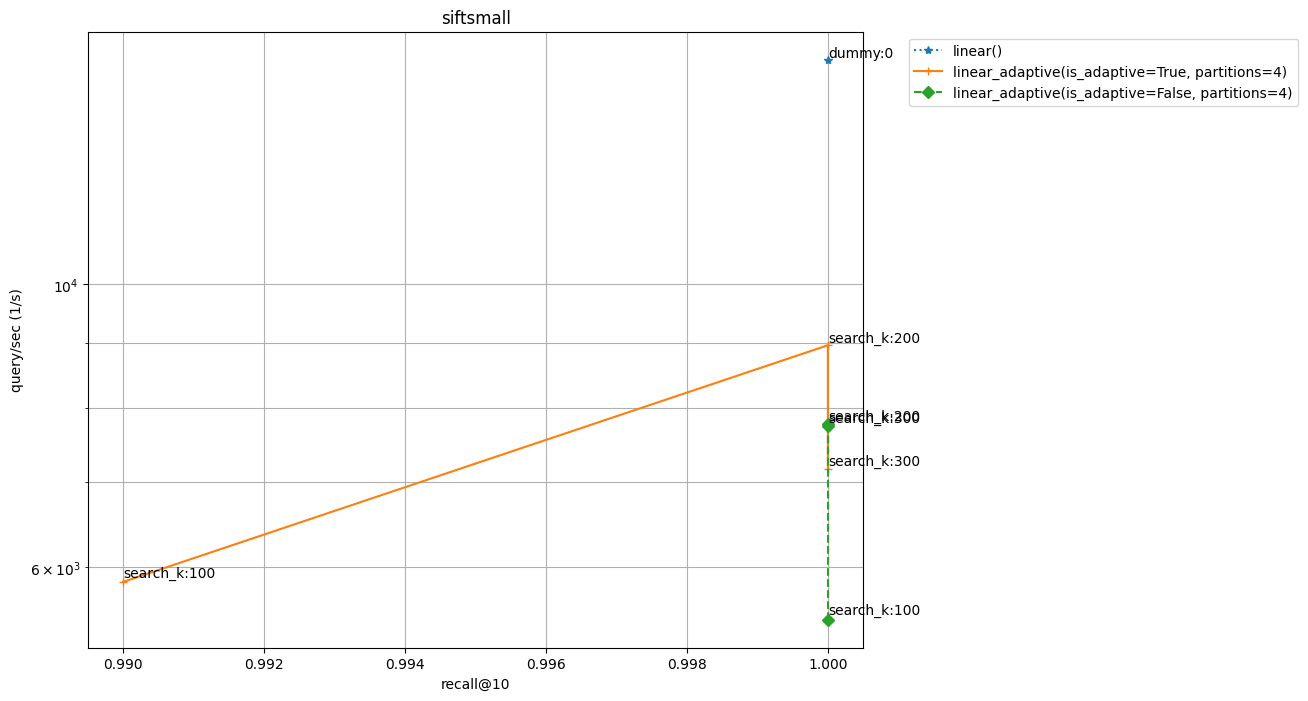 siftsmall
dummy:0
linear()
linear_adaptive(is_adaptive=True, partitions=4)
linear_adaptive(is_adaptive=False, partitions=4)
query/sec (1/s)
10⁴
6 × 10³
search_k:200
search_k:200
search_k:300
search_k:300
search_k:100
search_k:100
0.990
0.992
0.994
0.996
0.998
1.000
recall@10